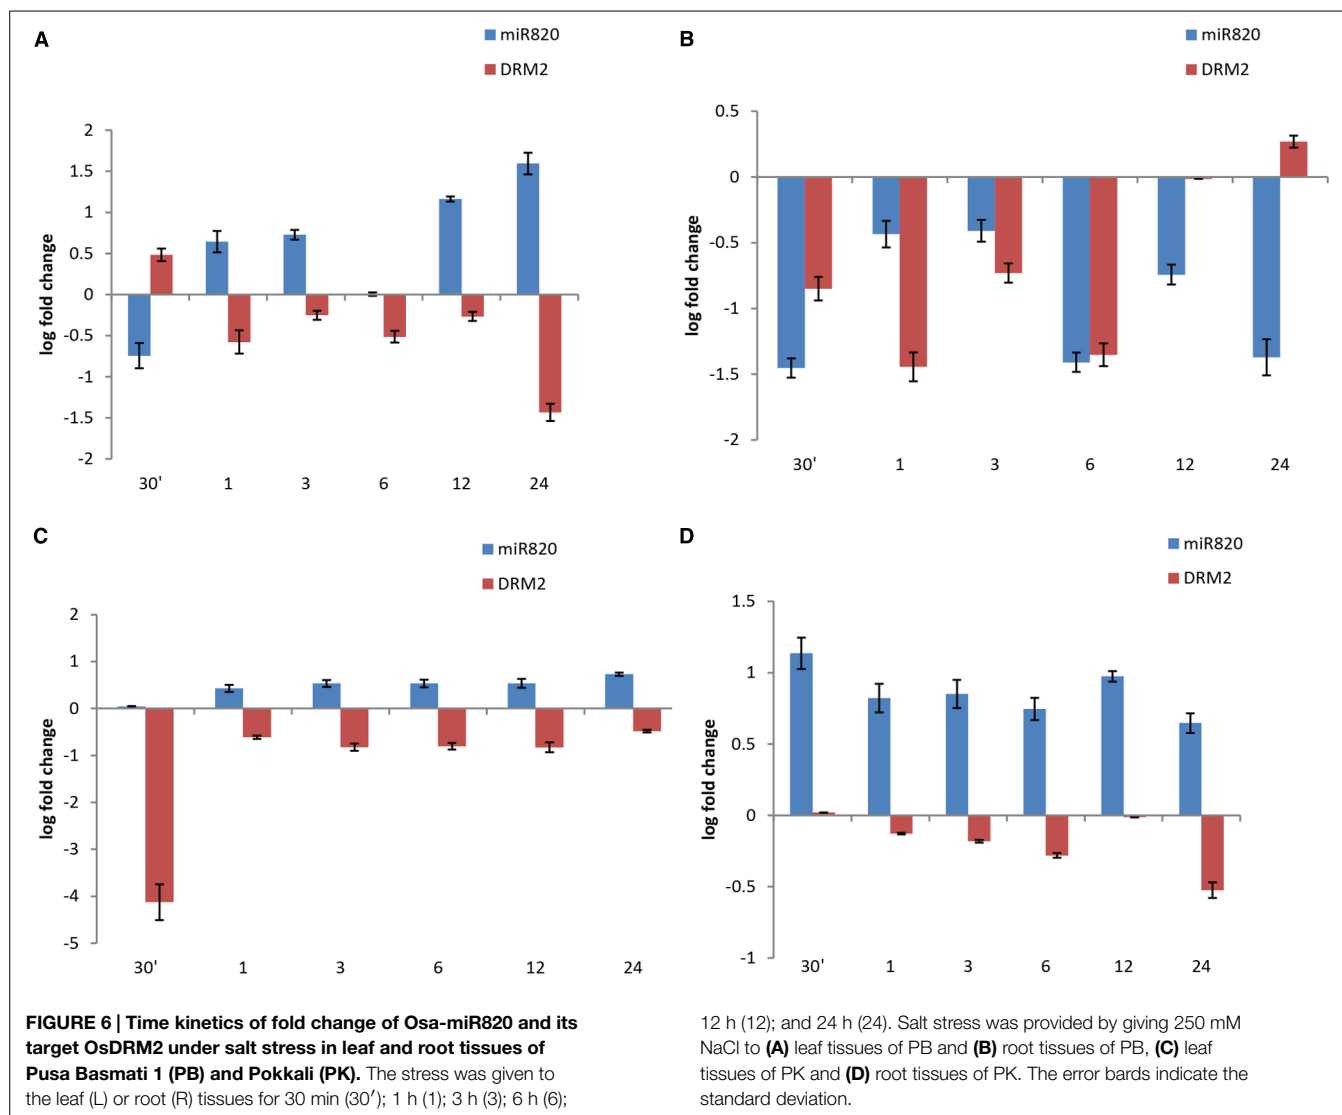 A
miR820
DRM2
2
1.5
1
0.5
0
-0.5
-1
-1.5
-2
log fold change
30' 1 3 6 12 24
B
miR820
DRM2
0.5
0
-0.5
-1
-1.5
-2
log fold change
30' 1 3 6 12 24
C
miR820
DRM2
2
1
0
-1
-2
-3
-4
-5
log fold change
30' 1 3 6 12 24
D
miR820
DRM2
1.5
1
0.5
0
-0.5
-1
log fold change
30' 1 3 6 12 24
FIGURE 6 | Time kinetics of fold change of Osa-miR820 and its
target OsDRM2 under salt stress in leaf and root tissues of
Pusa Basmati 1 (PB) and Pokkali (PK). The stress was given to
the leaf (L) or root (R) tissues for 30 min (30′); 1 h (1); 3 h (3); 6 h (6);
12 h (12); and 24 h (24). Salt stress was provided by giving 250 mM
NaCl to (A) leaf tissues of PB and (B) root tissues of PB, (C) leaf
tissues of PK and (D) root tissues of PK. The error bards indicate the
standard deviation.